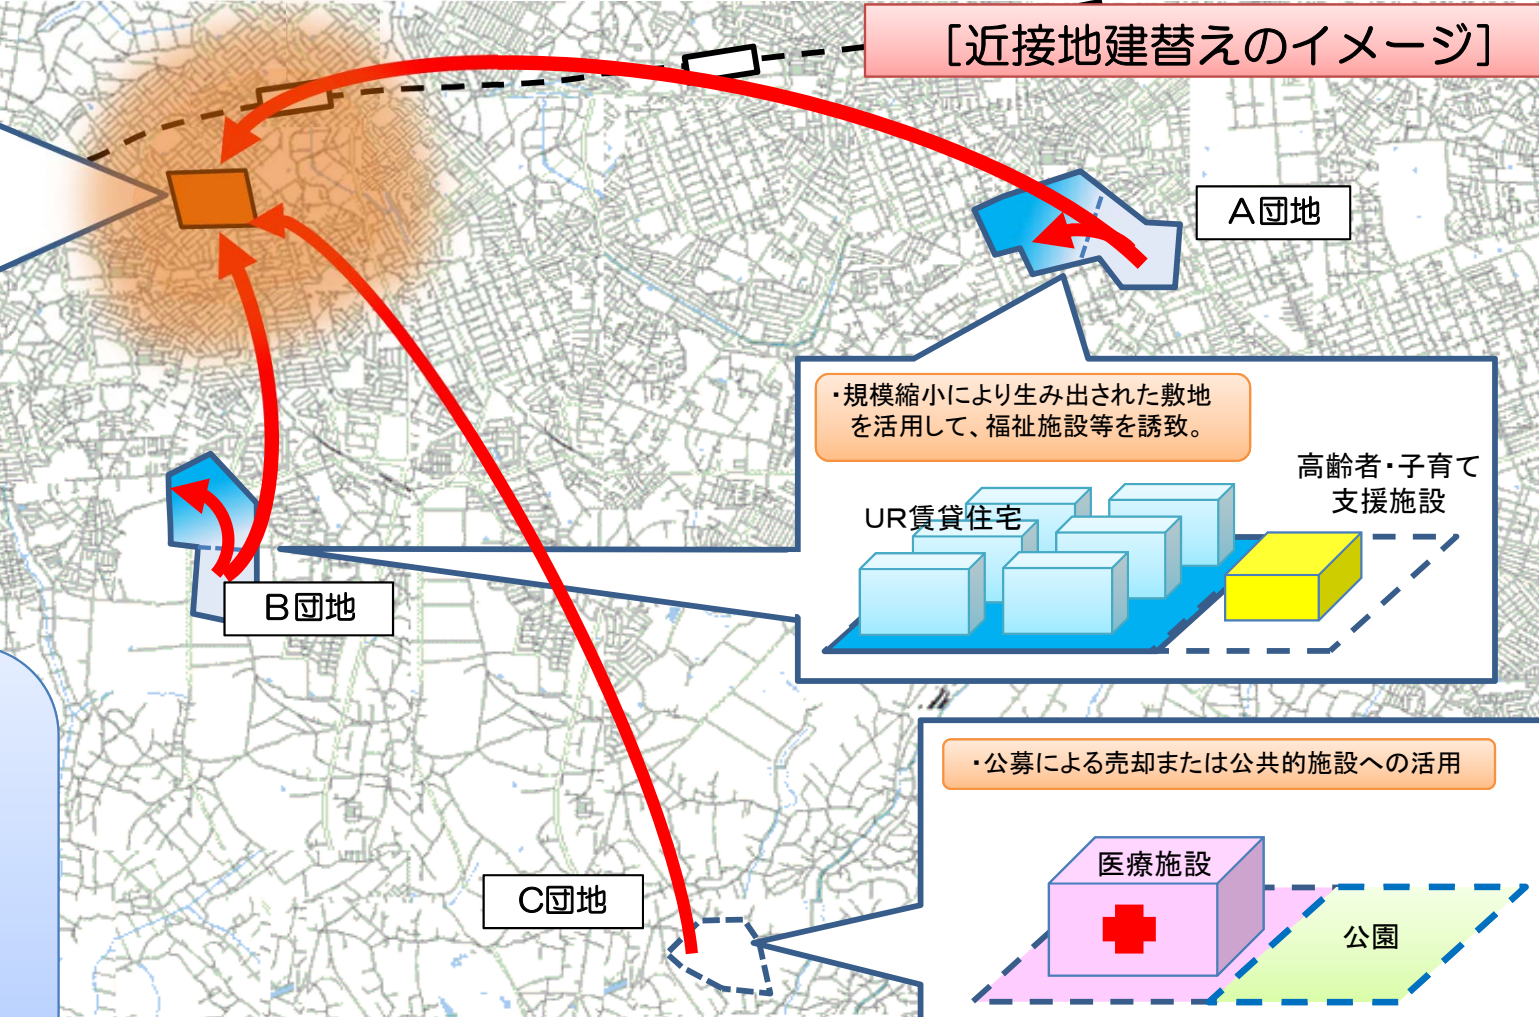 [近接地建替えのイメージ]
A団地
・規模縮小により生み出された敷地
を活用して、福祉施設等を誘致。
高齢者・子育て
支援施設
UR賃貸住宅
B団地
・公募による売却または公共的施設への活用
医療施設
C団地
公園